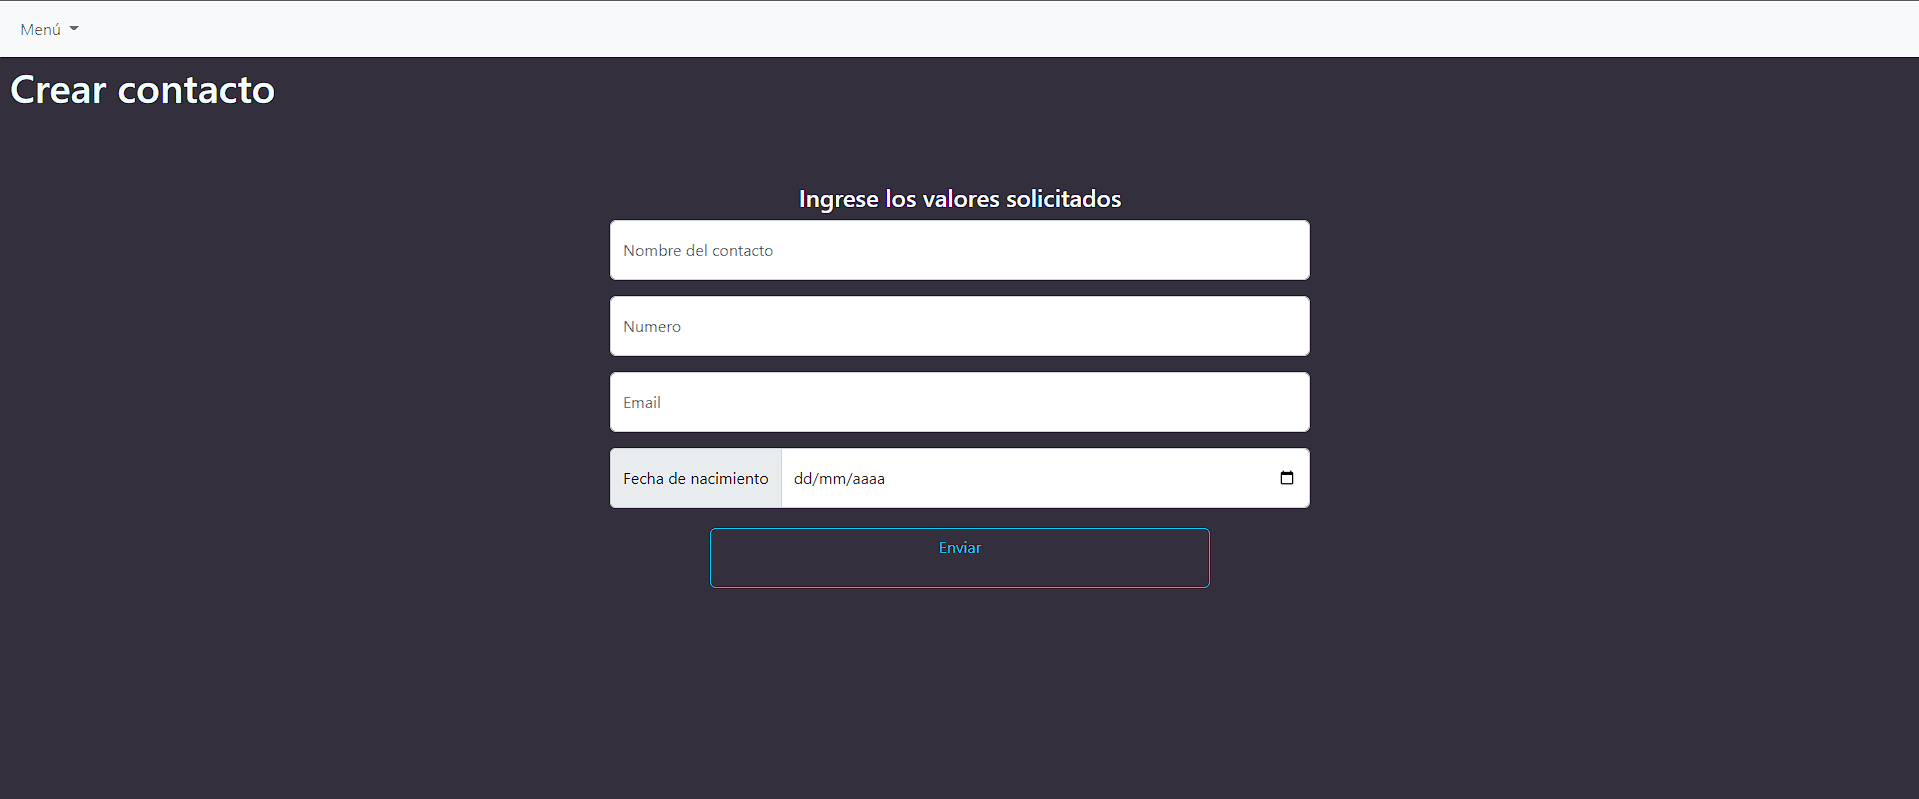 Menú
Crear contacto
Ingrese los valores solicitados
Nombre del contacto
Numero
Email
Fecha de nacimiento dd/mm/aaaa
Enviar